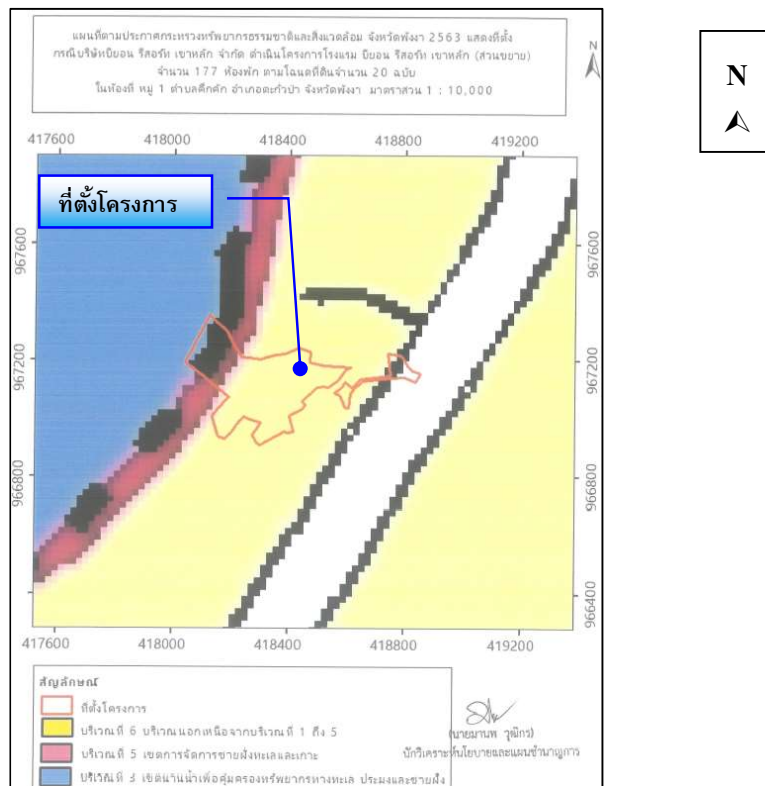 แผนที่ตามประกาศกระทรวงทรัพยากรธรรมชาติและสิ่งแวดล้อม จังหวัดพังงา 2563 แสดงที่ตั้ง
กรณีบริษัทบียอน รีสอร์ท เขาหลัก จำกัด ดำเนินโครงการโรงแรม บียอน รีสอร์ท เขาหลัก (ส่วนขยาย)
จำนวน 177 ห้องพัก ตามโฉนดที่ดินจำนวน 20 ฉบับ
ในท้องที่ หมู่ 1 ตำบลคึกคัก อำเภอตะกั่วป่า จังหวัดพังงา มาตราส่วน 1 : 10,000
N
N
417600 418000 418400 418800 419200
ที่ตั้งโครงการ
967600 967600
967200 967200
966800 966800
966400
417600 418000 418400 418800 419200
สัญลักษณ์
ที่ตั้งโครงการ
บริเวณที่ 6 บริเวณนอกเหนือจากบริเวณที่ 1 ถึง 5
บริเวณที่ 5 เขตการจัดการชายฝั่งทะเลและเกาะ
บริเวณที่ 3 เขตน่านน้ำเพื่อคุ้มครองทรัพยากรทางทะเล ประมงและชายฝั่ง
(นายมานพ วุฒิกร)
นักวิเคราะห์นโยบายและแผนชำนาญการ